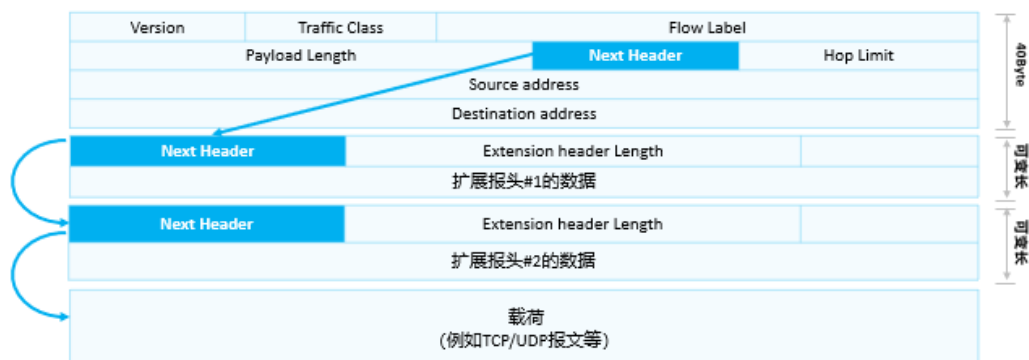 Version Traffic Class Flow Label
Payload Length Next Header Hop Limit
Source address
Destination address
40Byte
Next Header Extension header Length
扩展报头#1的数据
可变长
Next Header Extension header Length
扩展报头#2的数据
可变长
载荷
(例如TCP/UDP报文等)